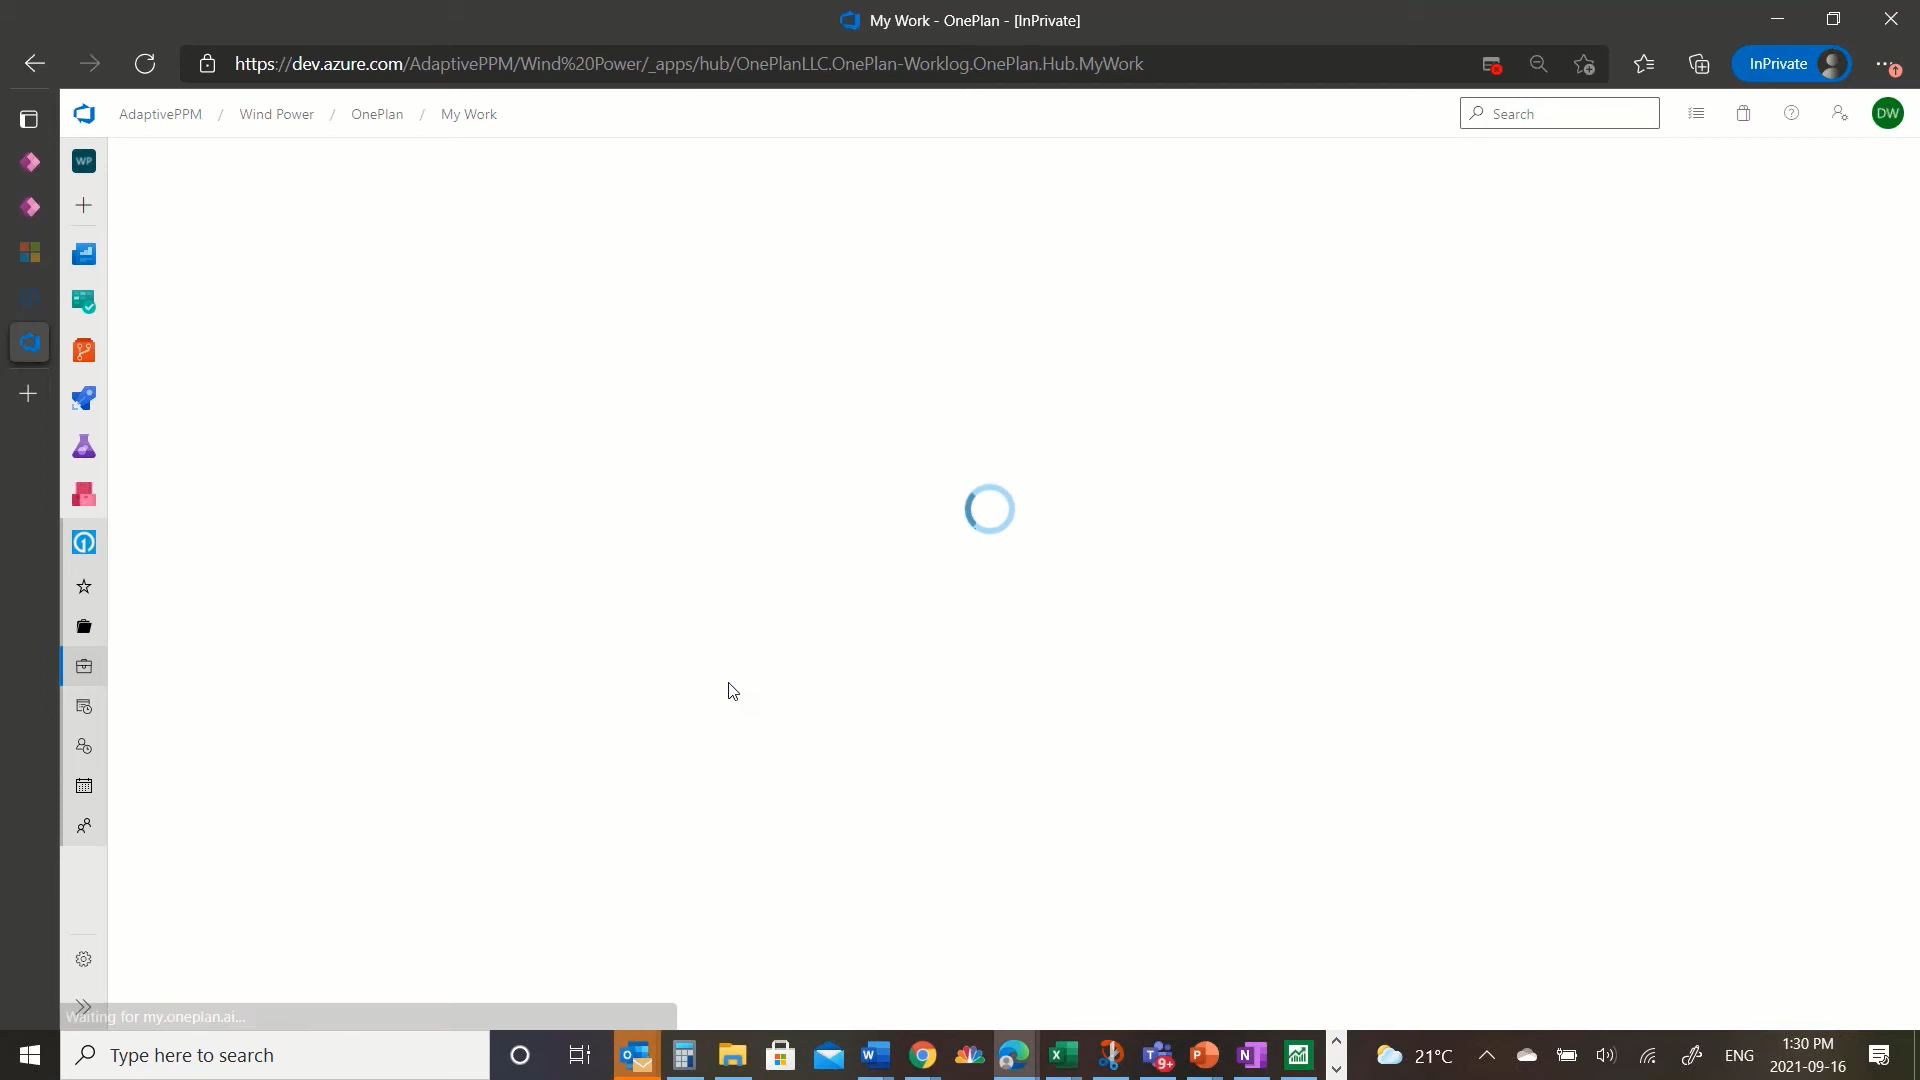 My Work - OnePlan - [InPrivate]
https://dev.azure.com/AdaptivePPM/Wind%20Power/_apps/hub/OnePlanLLC.OnePlan-Worklog.OnePlan.Hub.MyWork
InPrivate
AdaptivePPM / Wind Power / OnePlan / My Work
Search
DW
WP
Waiting for my.oneplan.ai...
Type here to search
9+
21°C
ENG
1:30 PM
2021-09-16